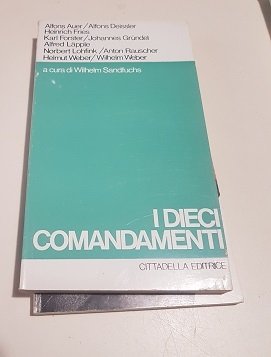 Alfons Auer/Alfons Deissler
Heinrich Fries
Karl Forster/Johannes Gründel
Alfred Läpple
Norbert Lohfink/Anton Rauscher
Helmut Weber/Wilhelm Weber
a cura di Wilhelm Sandfuchs
I DIECI
COMANDAMENTI
CITTADELLA EDITRICE